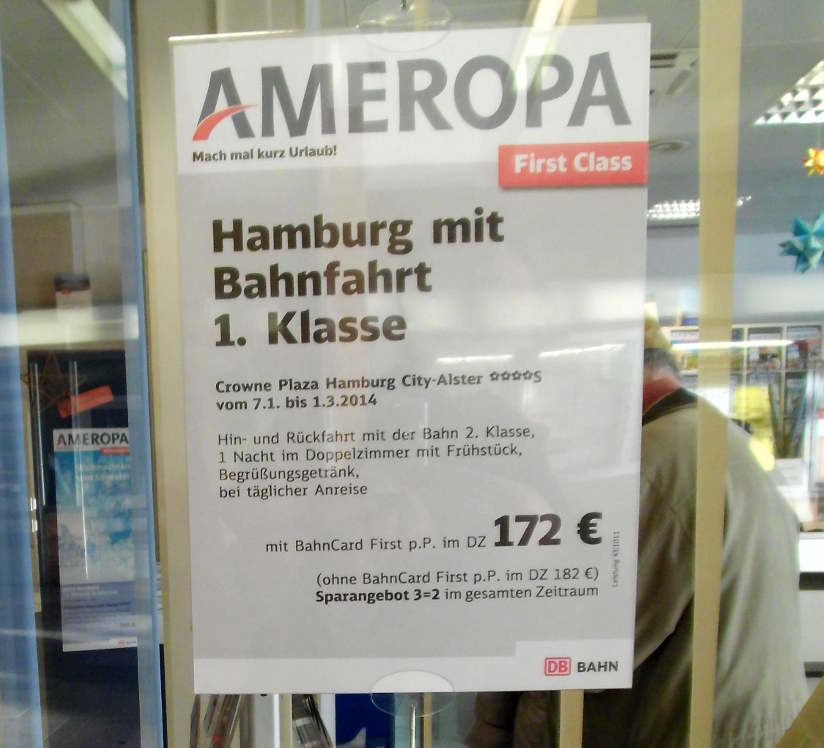 AMEROPA
Mach mal kurz Urlaub!
First Class
Hamburg mit
Bahnfahrt
1. Klasse
Crowne Plaza Hamburg City-Alster ✩✩✩✩S
vom 7.1. bis 1.3.2014
Hin- und Rückfahrt mit der Bahn 2. Klasse,
1 Nacht im Doppelzimmer mit Frühstück,
Begrüßungsgetränk,
bei täglicher Anreise
mit BahnCard First p.P. im DZ 172 €
(ohne BahnCard First p.P. im DZ 182 €)
Sparangebot 3=2 im gesamten Zeitraum
DB BAHN
AMEROPA